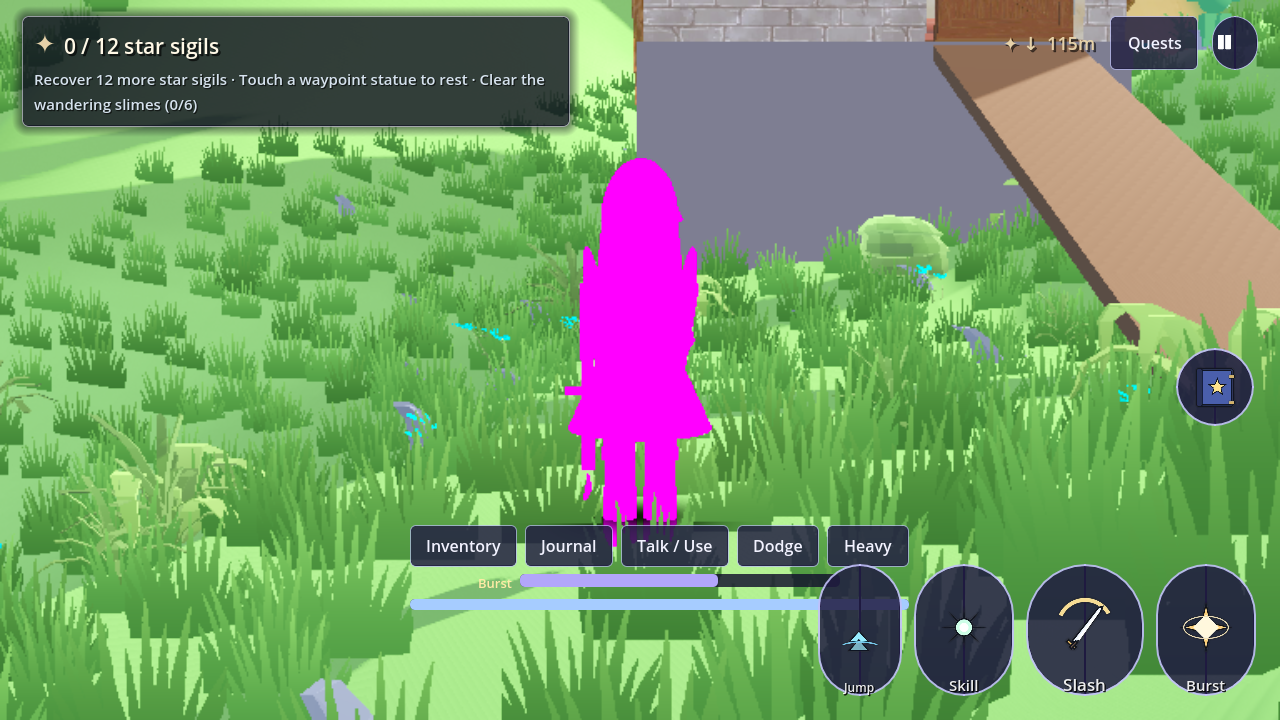 0 / 12 star sigils
Recover 12 more star sigils · Touch a waypoint statue to rest · Clear the
wandering slimes (0/6)
115m
Quests
Inventory
Journal
Talk / Use
Dodge
Heavy
Burst
Jump
Skill
Slash
Burst